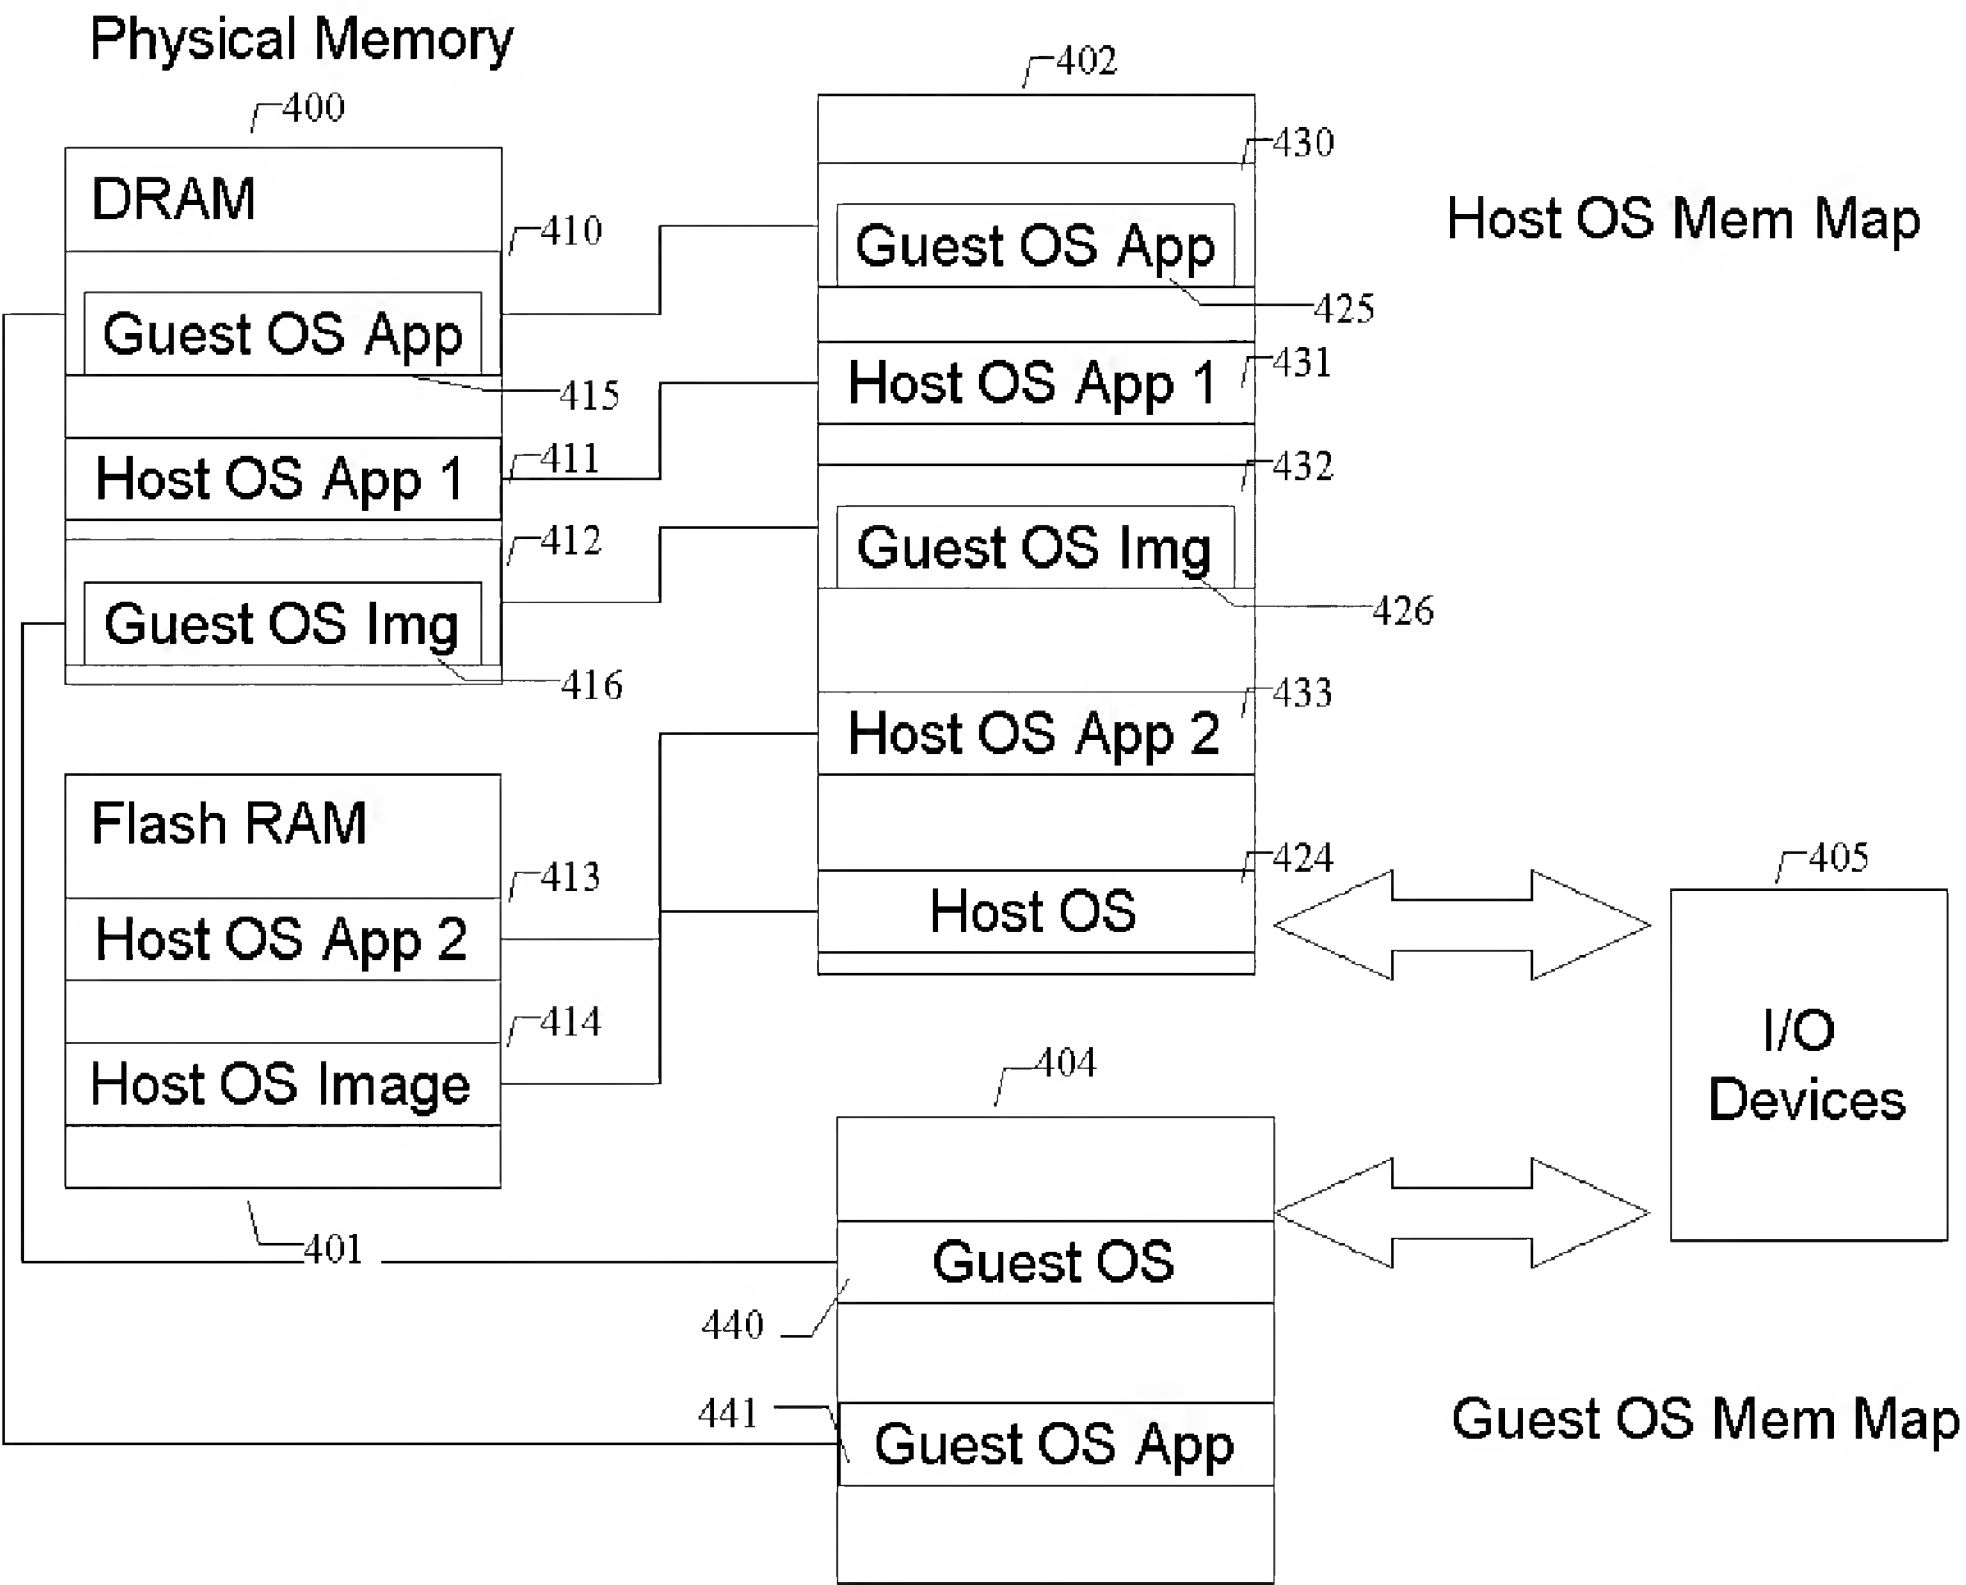 Physical Memory
400
DRAM
410
Guest OS App
415
Host OS App 1
411
412
Guest OS Img
416
Flash RAM
413
Host OS App 2
414
Host OS Image
401
402
430
Host OS Mem Map
Guest OS App
425
Host OS App 1
431
432
Guest OS Img
426
433
Host OS App 2
424
Host OS
405
I/O
Devices
404
Guest OS
440
441
Guest OS App
Guest OS Mem Map